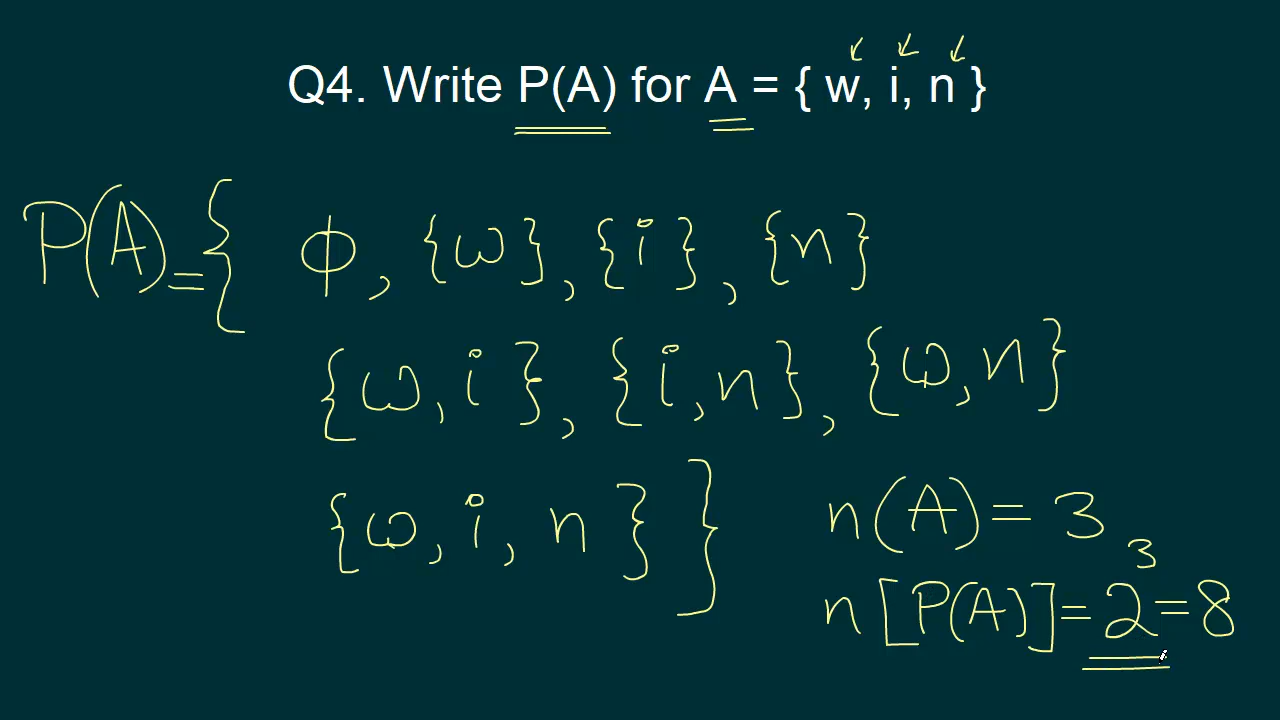 Q4. Write P(A) for A = { w, i, n }
P(A) = { ϕ, {w}, {i}, {n}
{w, i}, {i, n}, {w, n}
{w, i, n} }
n(A) = 3
n[P(A)] = 2³ = 8